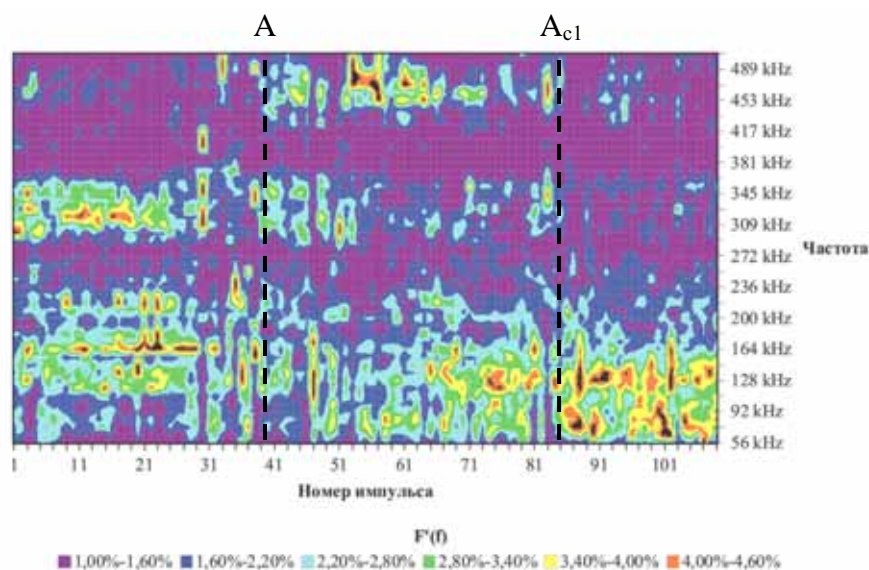 A A_c1
489 kHz
453 kHz
417 kHz
381 kHz
345 kHz
309 kHz
272 kHz
236 kHz
200 kHz
164 kHz
128 kHz
92 kHz
56 kHz
Частота
1 11 21 31 41 51 61 71 81 91 101
Номер импульса
F'(f)
1,00%-1,60% 1,60%-2,20% 2,20%-2,80% 2,80%-3,40% 3,40%-4,00% 4,00%-4,60%